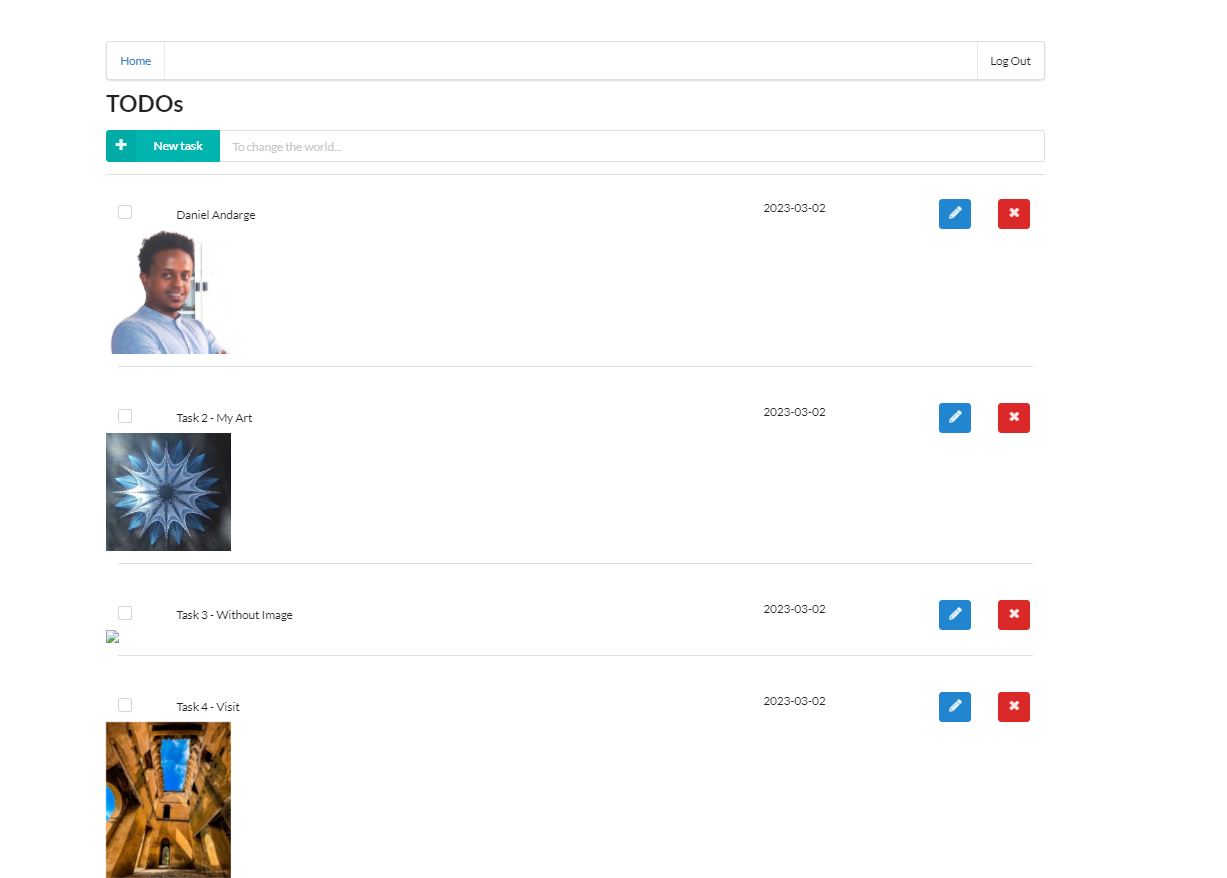 Home
Log Out
TODOs
New task
To change the world...
Daniel Andarge
2023-03-02
Task 2 - My Art
2023-03-02
Task 3 - Without Image
2023-03-02
Task 4 - Visit
2023-03-02